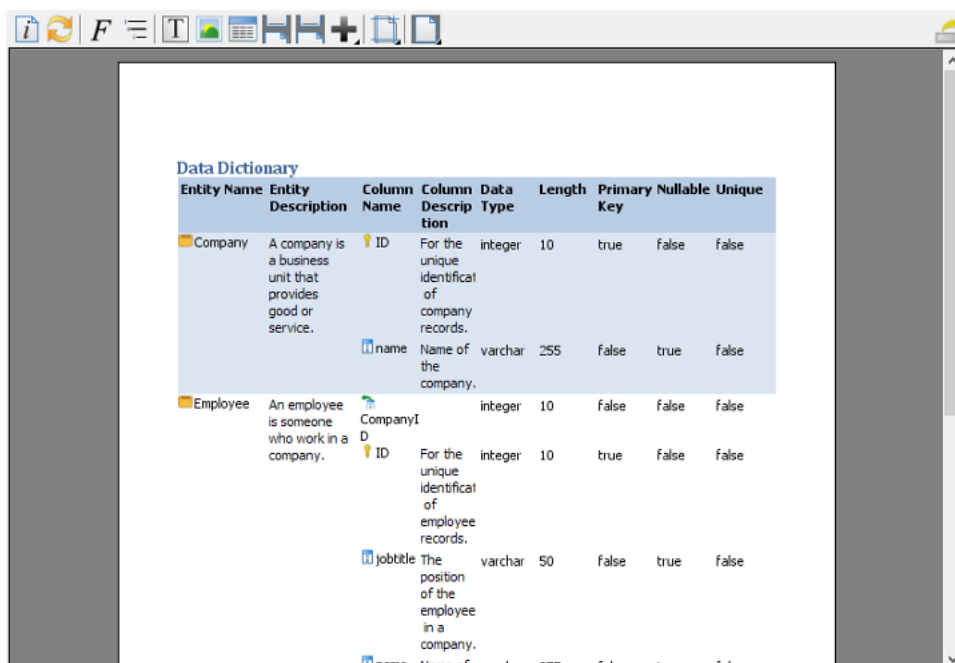 i F T
Data Dictionary
Entity Name Entity Description Column Name Column Descrip tion Data Type Length Primary Key Nullable Unique
Company A company is a business unit that provides good or service. ID For the unique identificat of company records. integer 10 true false false
name Name of the company. varchar 255 false true false
Employee An employee is someone who work in a company. CompanyI D integer 10 false false false
ID For the unique identificat of employee records. integer 10 true false false
jobtitle The position of the employee in a company. varchar 50 false true false